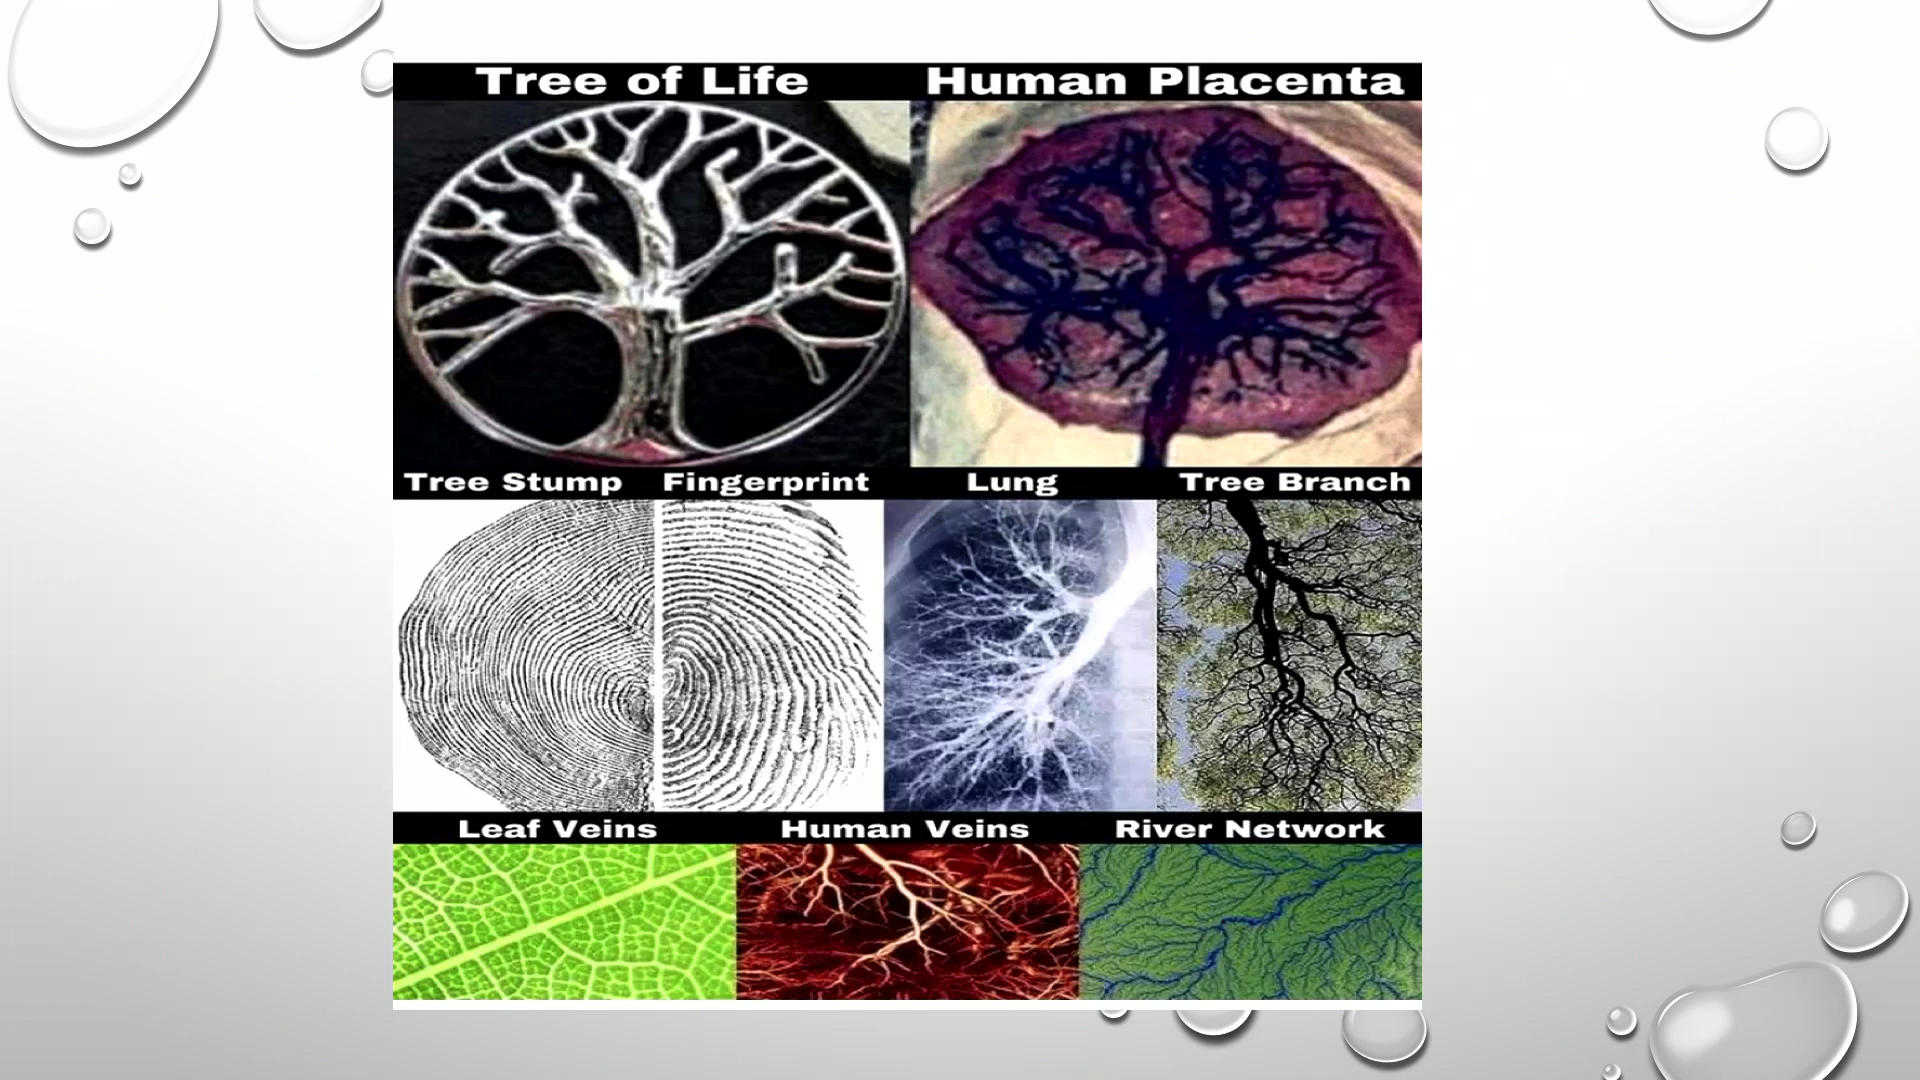 Tree of Life Human Placenta
Tree Stump Fingerprint Lung Tree Branch
Leaf Veins Human Veins River Network